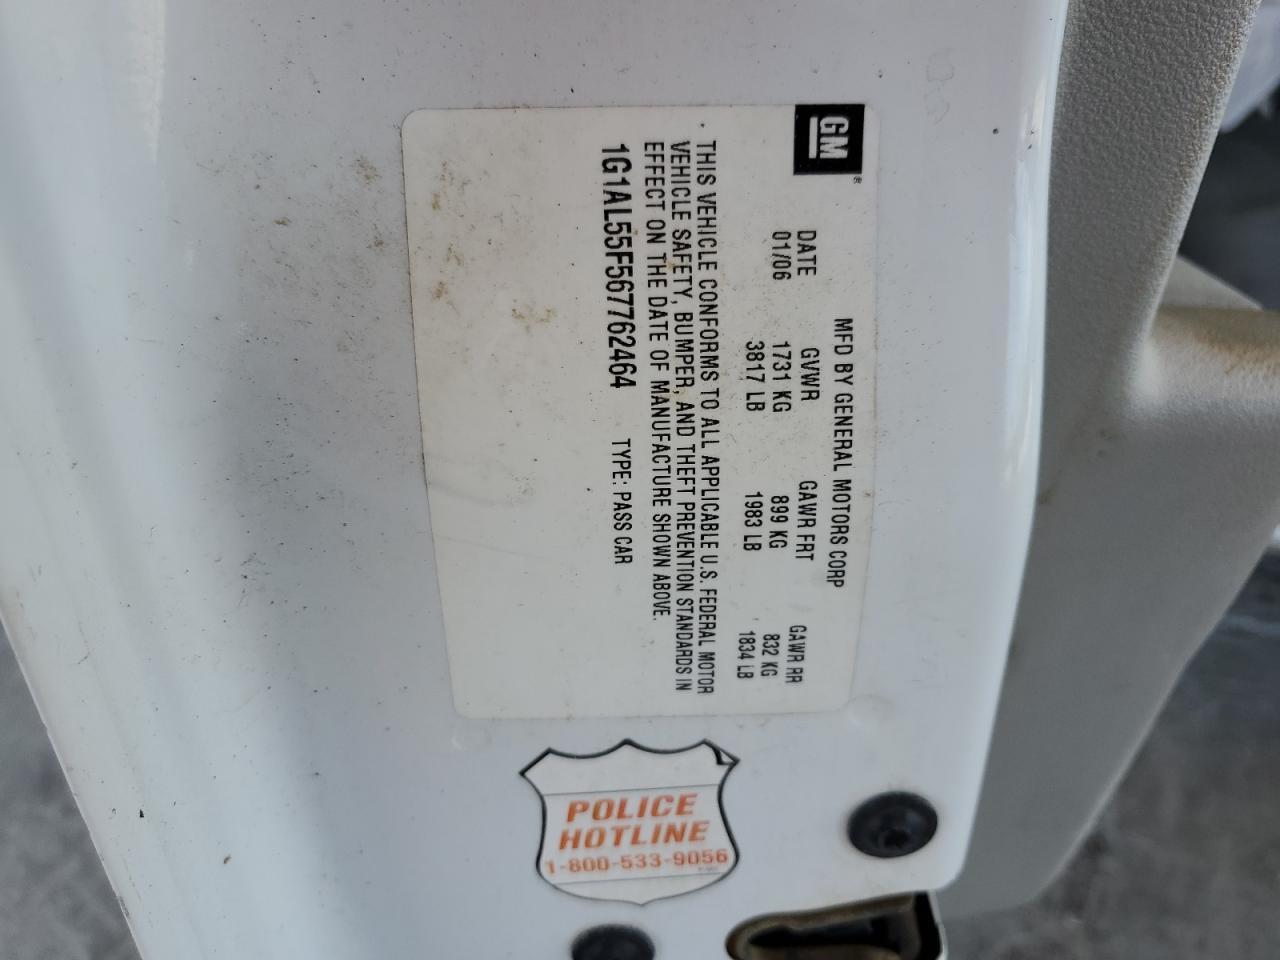 GM®
MFD BY GENERAL MOTORS CORP
DATE GVWR GAWR FRT GAWR RR
01/06 1731 KG 899 KG 832 KG
3817 LB 1983 LB 1834 LB
THIS VEHICLE CONFORMS TO ALL APPLICABLE U.S. FEDERAL MOTOR
VEHICLE SAFETY, BUMPER, AND THEFT PREVENTION STANDARDS IN
EFFECT ON THE DATE OF MANUFACTURE SHOWN ABOVE.
1G1AL55F567762464 TYPE: PASS CAR
POLICE
HOTLINE
1-800-533-9056